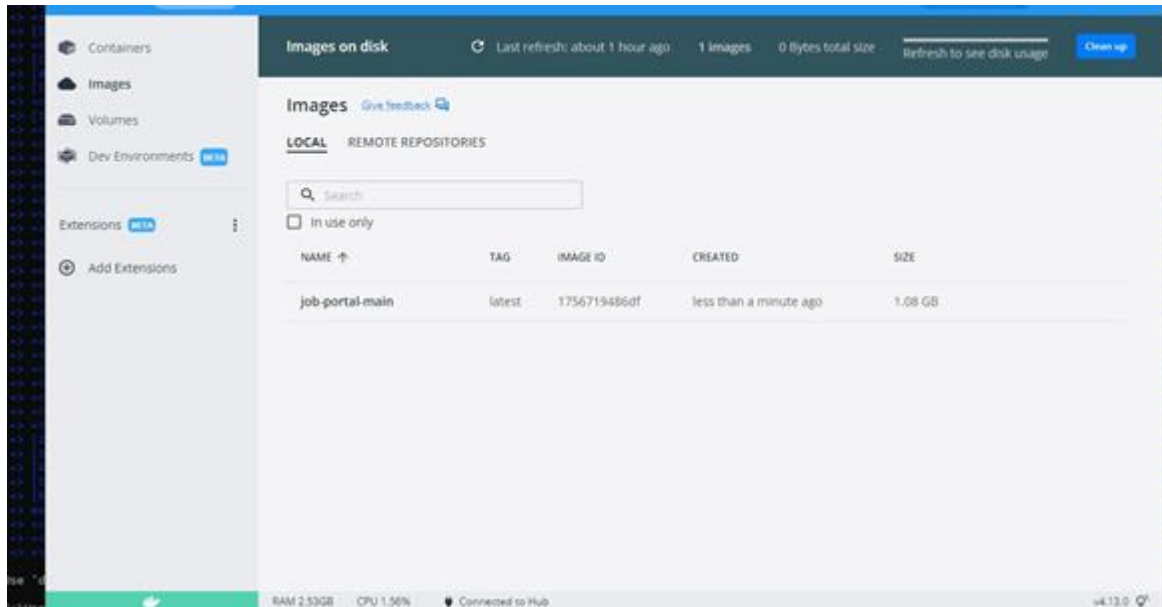 Containers
Images
Volumes
Dev Environments BETA
Extensions BETA
Add Extensions
Images on disk Last refresh: about 1 hour ago 1 images 0 Bytes total size Refresh to see disk usage Clean up
Images Give feedback
LOCAL REMOTE REPOSITORIES
Search
In use only
NAME TAG IMAGE ID CREATED SIZE
job-portal-main latest 1756719486df less than a minute ago 1.08 GB
RAM 2.53GB CPU 1.56% Connected to Hub v4.13.0